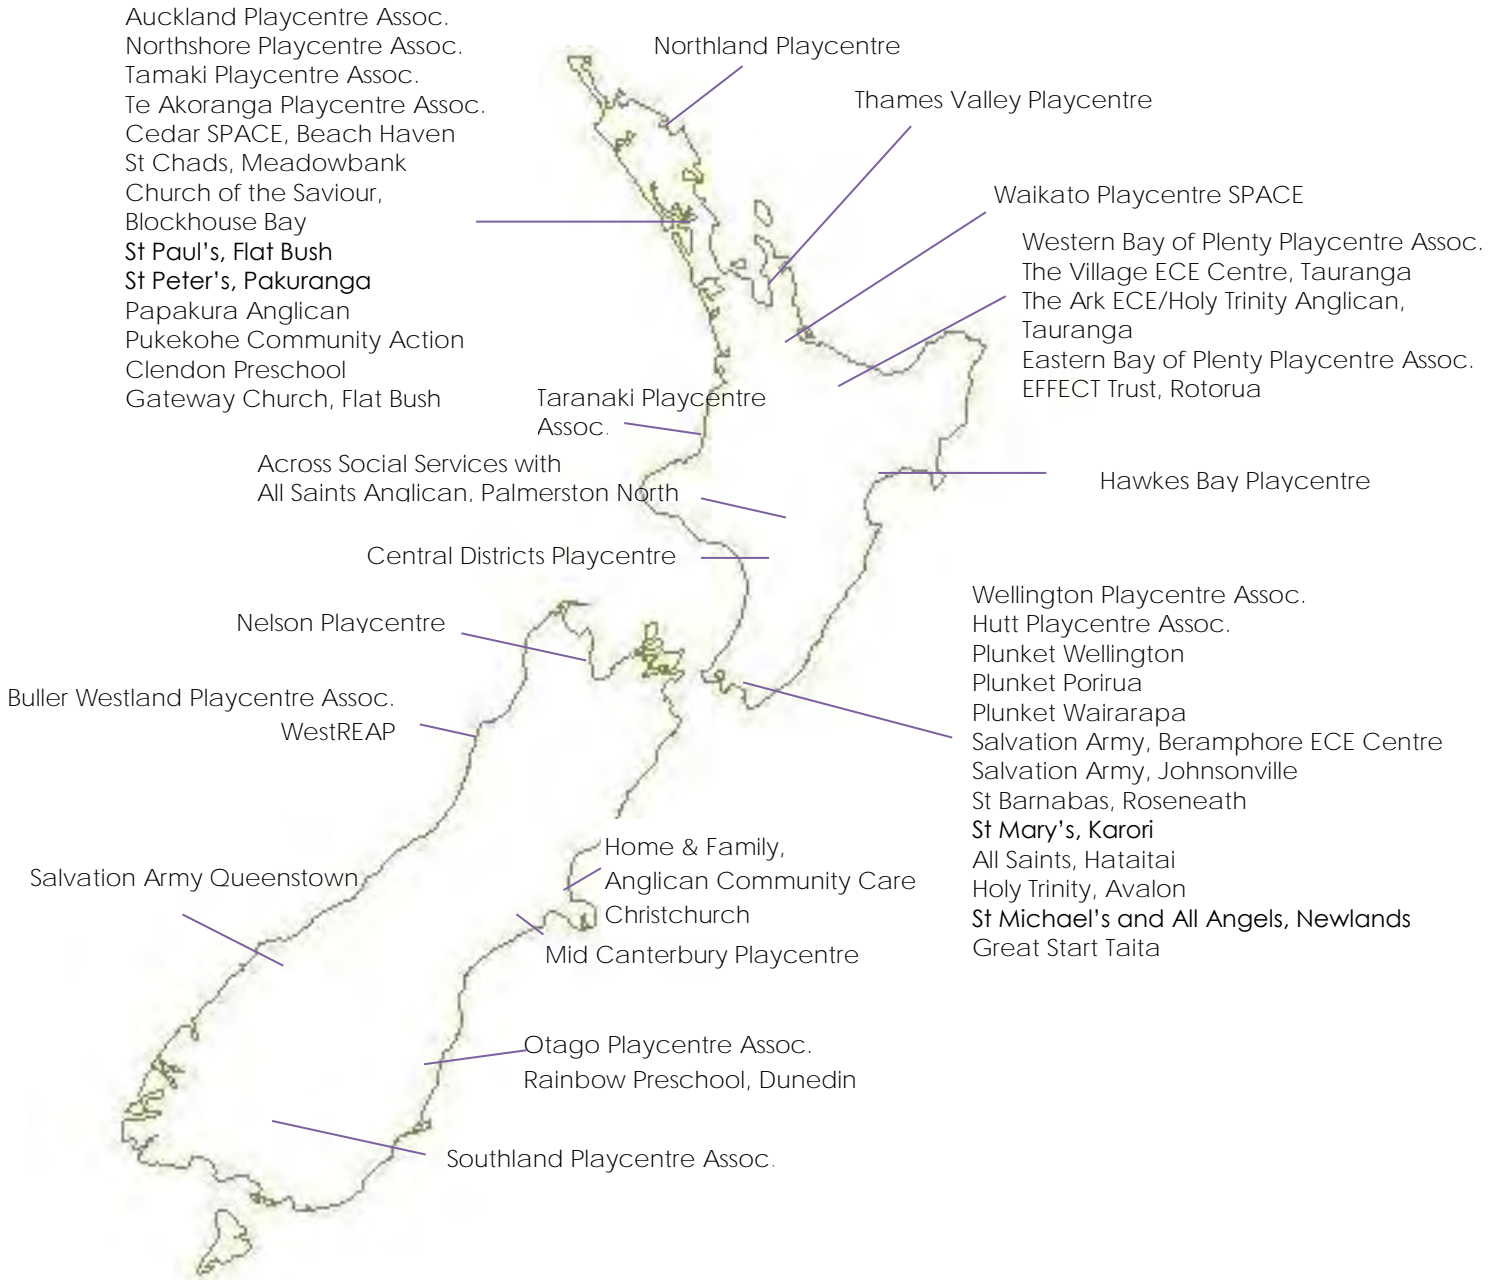 Auckland Playcentre Assoc.
Northshore Playcentre Assoc.
Tamaki Playcentre Assoc.
Te Akoranga Playcentre Assoc.
Cedar SPACE, Beach Haven
St Chads, Meadowbank
Church of the Saviour,
Blockhouse Bay
St Paul's, Flat Bush
St Peter's, Pakuranga
Papakura Anglican
Pukekohe Community Action
Clendon Preschool
Gateway Church, Flat Bush
Northland Playcentre
Thames Valley Playcentre
Waikato Playcentre SPACE
Western Bay of Plenty Playcentre Assoc.
The Village ECE Centre, Tauranga
The Ark ECE/Holy Trinity Anglican,
Tauranga
Eastern Bay of Plenty Playcentre Assoc.
EFFECT Trust, Rotorua
Taranaki Playcentre
Assoc.
Across Social Services with
All Saints Anglican, Palmerston North
Hawkes Bay Playcentre
Central Districts Playcentre
Nelson Playcentre
Wellington Playcentre Assoc.
Hutt Playcentre Assoc.
Plunket Wellington
Plunket Porirua
Plunket Wairarapa
Salvation Army, Beramphore ECE Centre
Salvation Army, Johnsonville
St Barnabas, Roseneath
St Mary's, Karori
All Saints, Hataitai
Holy Trinity, Avalon
St Michael's and All Angels, Newlands
Great Start Taita
Buller Westland Playcentre Assoc.
WestREAP
Salvation Army Queenstown
Home & Family,
Anglican Community Care
Christchurch
Mid Canterbury Playcentre
Otago Playcentre Assoc.
Rainbow Preschool, Dunedin
Southland Playcentre Assoc.